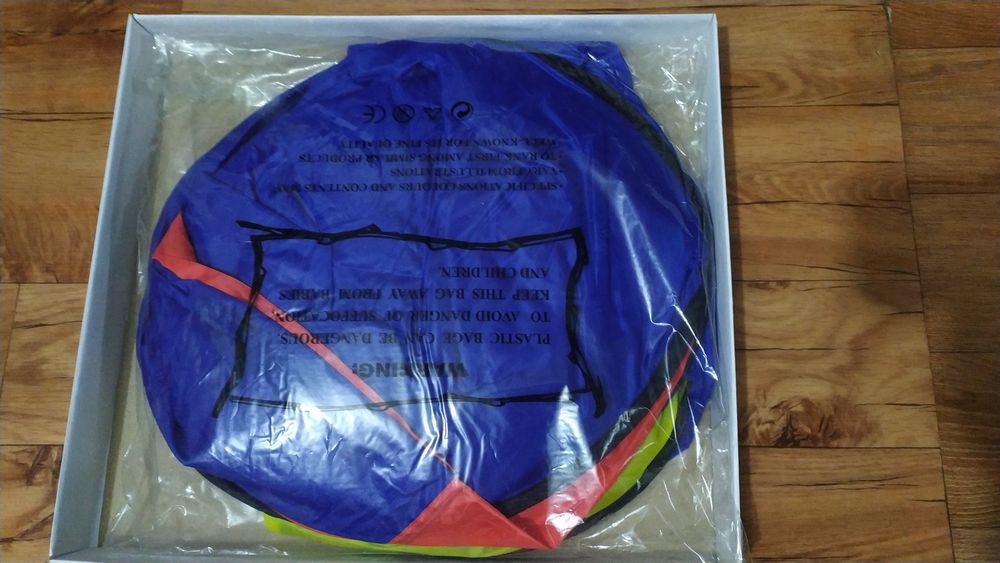 WARNING!
PLASTIC BAGE CAN BE DANGEROUS.
TO AVOID DANGER OF SUFFOCATION,
KEEP THIS BAG AWAY FROM BABIES
AND CHILDREN.
•SPECIFICATIONS COLOURS AND CONTENTS MAY
VARY FROM ILLUSTRATIONS
•TO RANK FIRST AMONG SIMILAR PRODUCTS
•WELL-KNOWN FOR ITS FINE QUALITY
CE